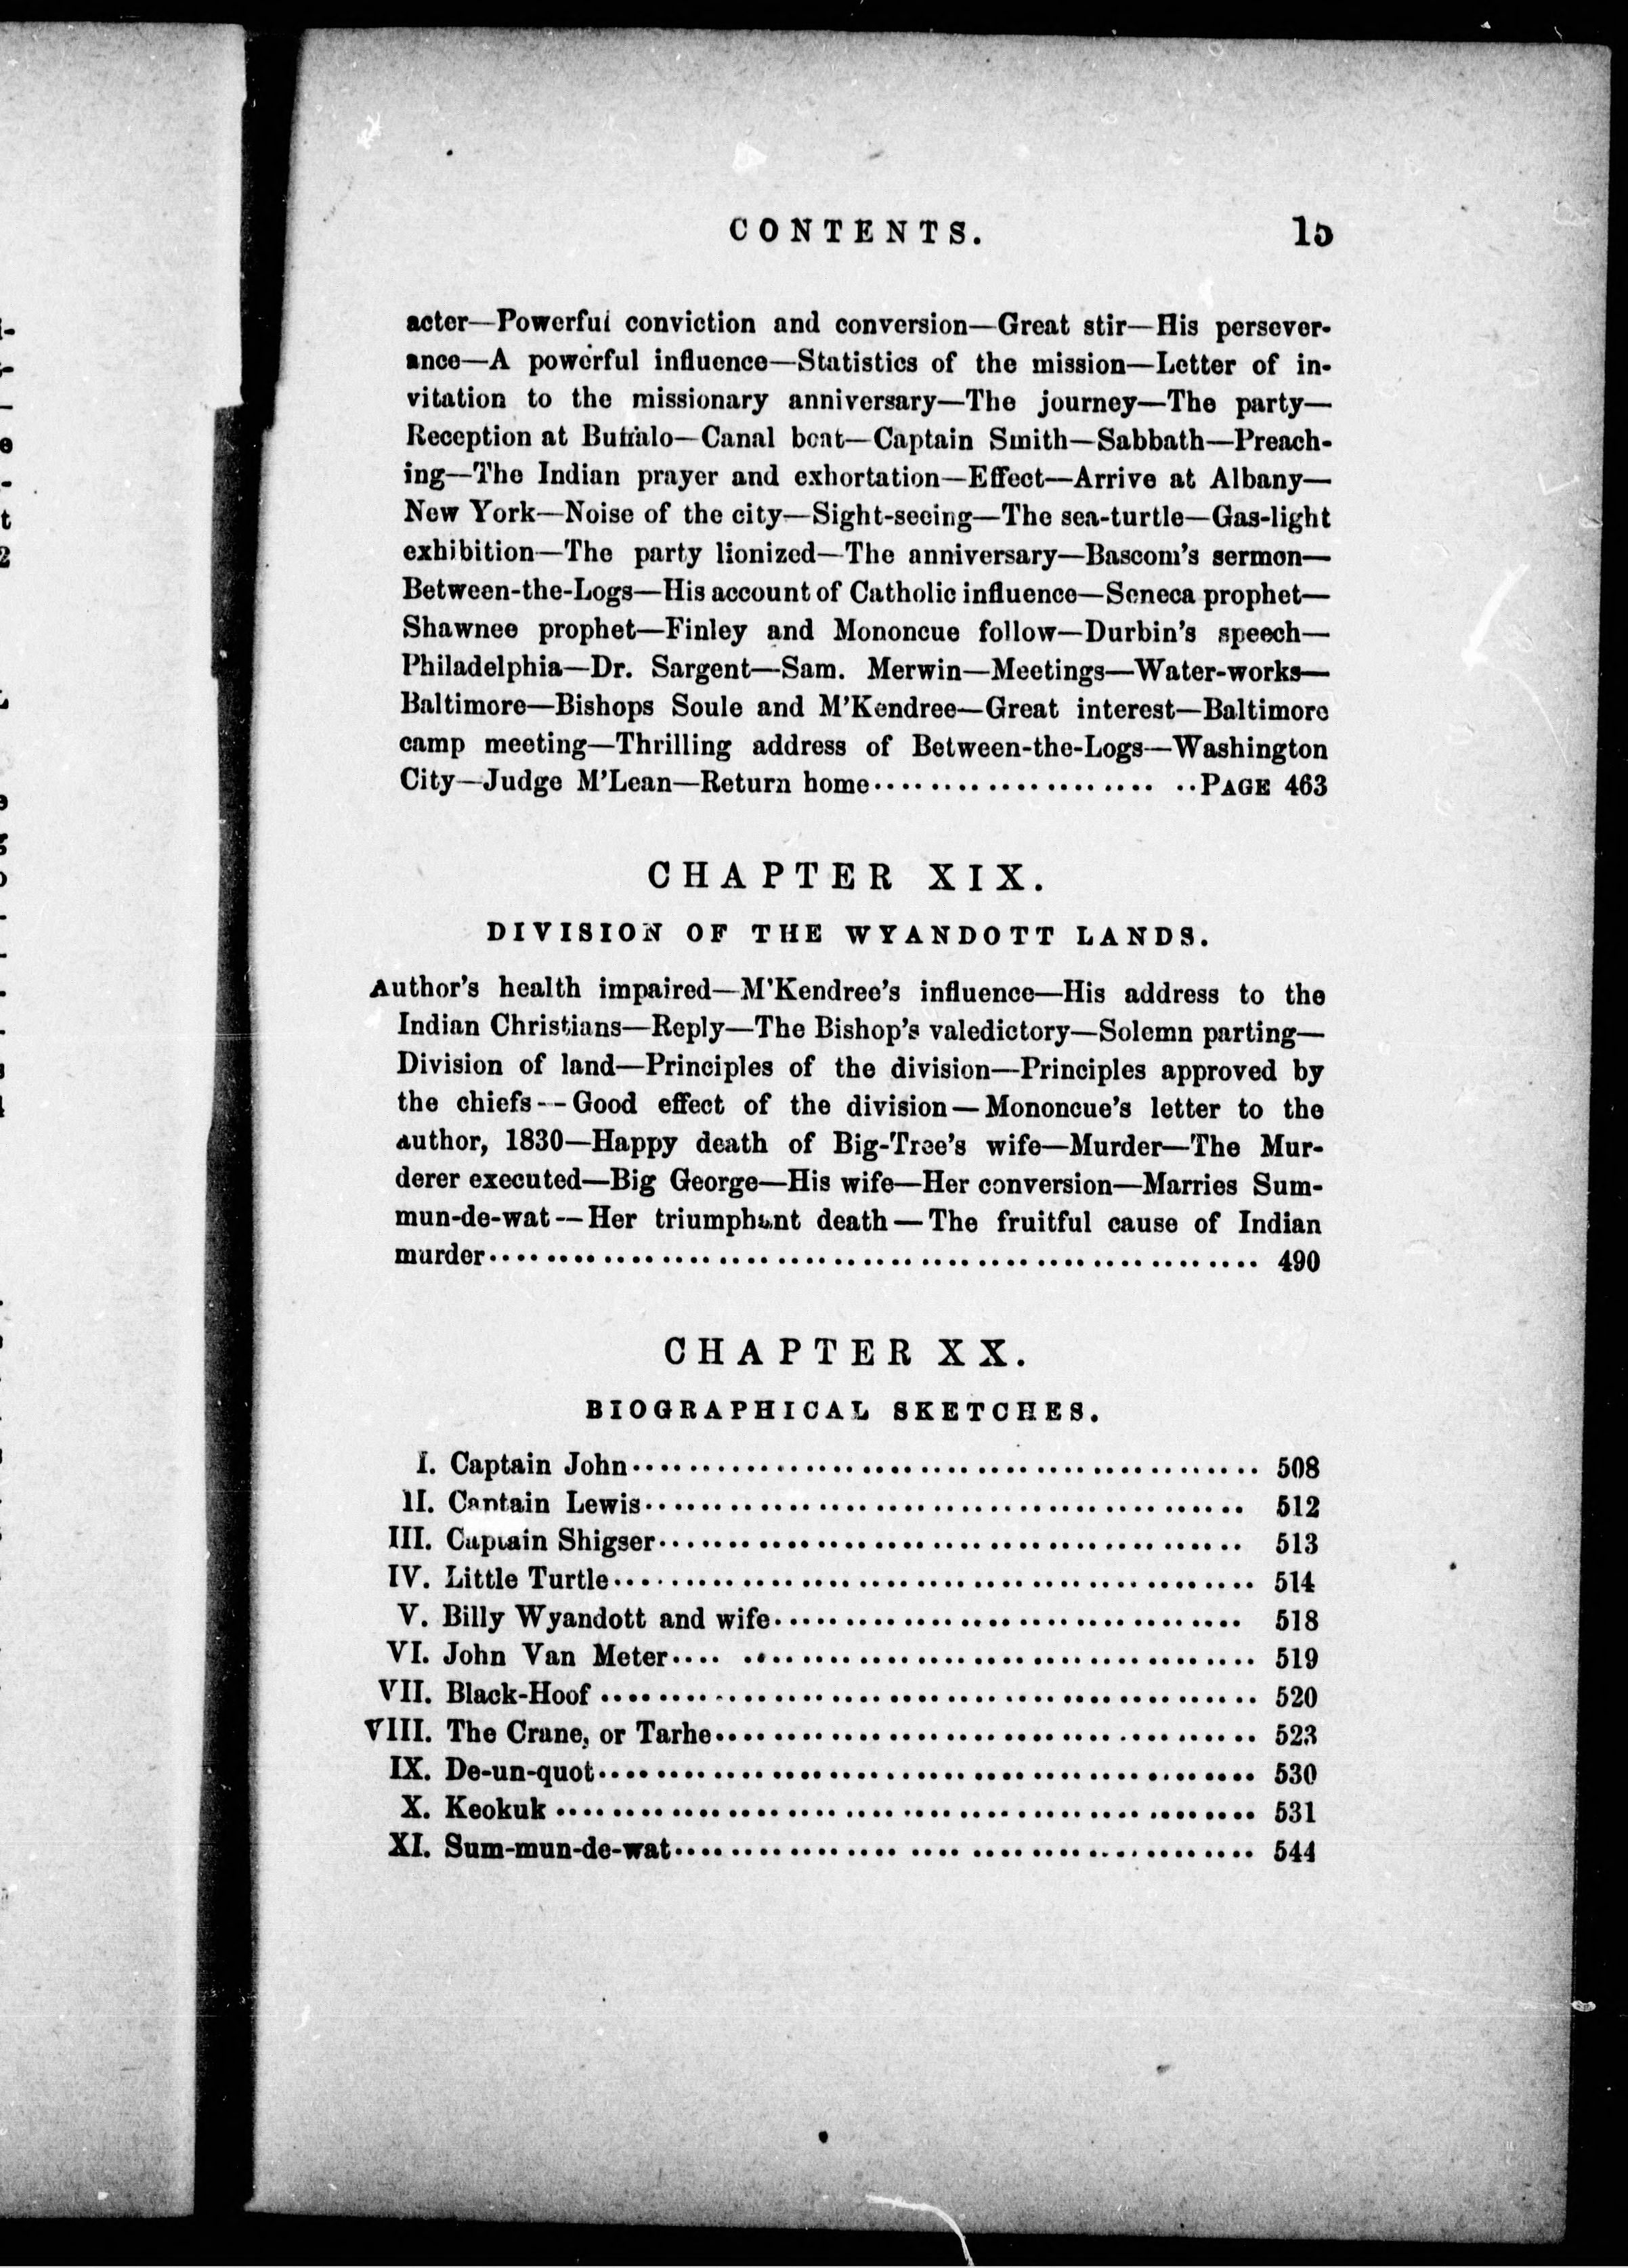 CONTENTS. 15
acter—Powerful conviction and conversion—Great stir—His persever-
ance—A powerful influence—Statistics of the mission—Letter of in-
vitation to the missionary anniversary—The journey—The party—
Reception at Buffalo—Canal boat—Captain Smith—Sabbath—Preach-
ing—The Indian prayer and exhortation—Effect—Arrive at Albany—
New York—Noise of the city—Sight-seeing—The sea-turtle—Gas-light
exhibition—The party lionized—The anniversary—Bascom's sermon—
Between-the-Logs—His account of Catholic influence—Seneca prophet—
Shawnee prophet—Finley and Mononcue follow—Durbin's speech—
Philadelphia—Dr. Sargent—Sam. Merwin—Meetings—Water-works—
Baltimore—Bishops Soule and M'Kendree—Great interest—Baltimore
camp meeting—Thrilling address of Between-the-Logs—Washington
City—Judge M'Lean—Return home...................... PAGE 463
CHAPTER XIX.
DIVISION OF THE WYANDOTT LANDS.
Author's health impaired—M'Kendree's influence—His address to the
Indian Christians—Reply—The Bishop's valedictory—Solemn parting—
Division of land—Principles of the division—Principles approved by
the chiefs--Good effect of the division—Mononcue's letter to the
author, 1830—Happy death of Big-Tree's wife—Murder—The Mur-
derer executed—Big George—His wife—Her conversion—Marries Sum-
mun-de-wat—Her triumphant death—The fruitful cause of Indian
murder...................................................... 490
CHAPTER XX.
BIOGRAPHICAL SKETCHES.
I. Captain John............................................ 508
II. Captain Lewis.......................................... 512
III. Captain Shigser......................................... 513
IV. Little Turtle............................................. 514
V. Billy Wyandott and wife................................. 518
VI. John Van Meter........................................ 519
VII. Black-Hoof ............................................. 520
VIII. The Crane, or Tarhe...................................... 523
IX. De-un-quot.............................................. 530
X. Keokuk ................................................. 531
XI. Sum-mun-de-wat........................................ 544